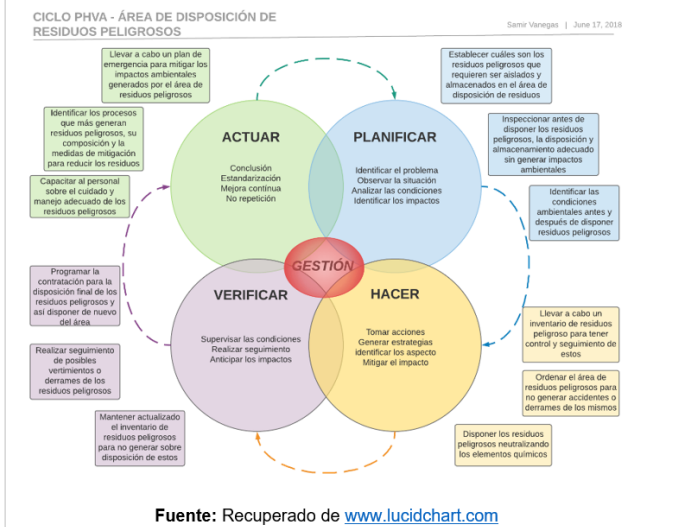 CICLO PHVA - ÁREA DE DISPOSICIÓN DE
RESIDUOS PELIGROSOS
Samir Vanegas | June 17, 2018
Llevar a cabo un plan de
emergencia para mitigar los
impactos ambientales
generados por el área de
residuos peligrosos
Identificar los procesos
que más generan
residuos peligrosos, su
composición y la
medidas de mitigación
para reducir los residuos
Capacitar al personal
sobre el cuidado y
manejo adecuado de los
residuos peligrosos
ACTUAR
Conclusión
Estandarización
Mejora contínua
No repetición
PLANIFICAR
Identificar el problema
Observar la situación
Analizar las condiciones
Identificar los impactos
Establecer cuáles son los
residuos peligrosos que
requieren ser aislados y
almacenados en el área de
disposición de residuos
Inspeccionar antes de
disponer los residuos
peligrosos, la disposición y
almacenamiento adecuado
sin generar impactos
ambientales
Identificar las
condiciones
ambientales antes y
después de disponer
residuos peligrosos
GESTIÓN
Programar la
contratación para la
disposición final de los
residuos peligrosos y
así disponer de nuevo
del área
Realizar seguimiento
de posibles
vertimientos o
derrames de los
residuos peligrosos
Mantener actualizado
el inventario de
residuos peligrosos
para no generar sobre
disposición de estos
VERIFICAR
Supervisar las condiciones
Realizar seguimiento
Anticipar los impactos
HACER
Tomar acciones
Generar estrategias
identificar los aspecto
Mitigar el impacto
Llevar a cabo un
inventario de residuos
peligroso para tener
control y seguimiento de
estos
Ordenar el área de
residuos peligrosos para
no generar accidentes o
derrames de los mismos
Disponer los residuos
peligrosos neutralizando
los elementos químicos
Fuente: Recuperado de www.lucidchart.com